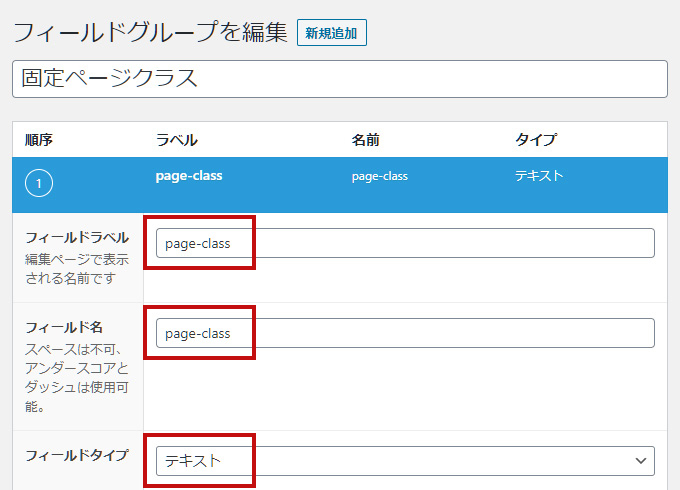 フィールドグループを編集 新規追加
固定ページクラス
順序 ラベル 名前 タイプ
1 page-class page-class テキスト
フィールドラベル
編集ページで表示
される名前です
page-class
フィールド名
スペースは不可、
アンダースコアと
ダッシュは使用可
能。
page-class
フィールドタイプ
テキスト